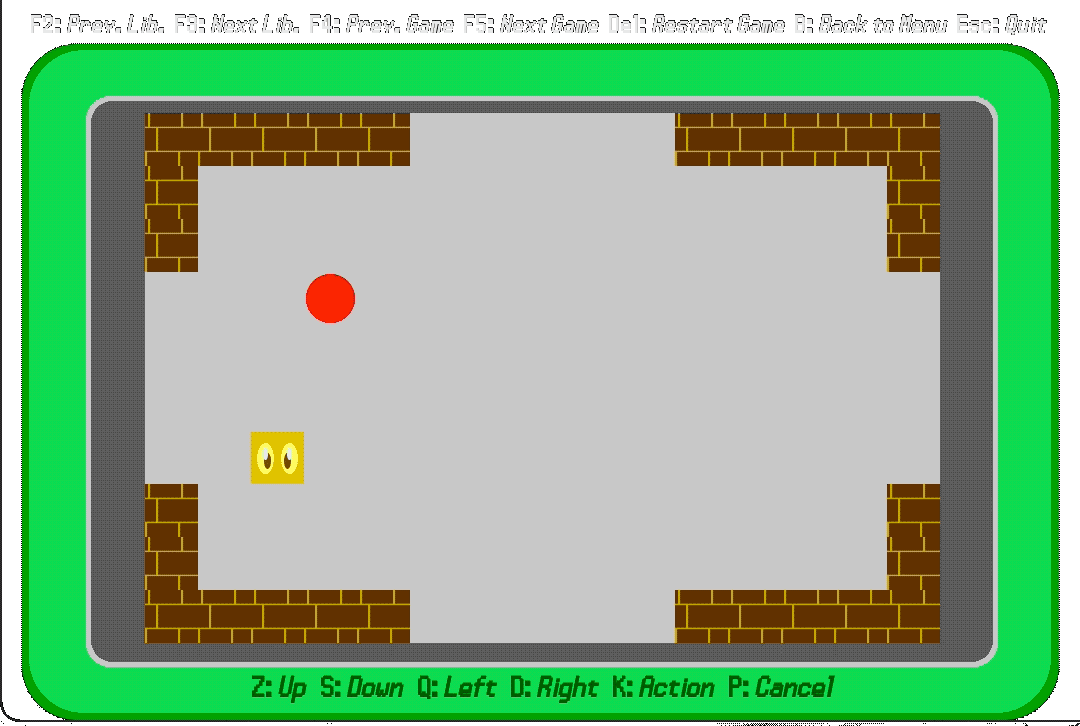 F2: Prev. Lib. F3: Next Lib. F4: Prev. Game F5: Next Game Del: Restart Game B: Back to Menu Esc: Quit
Z: Up S: Down Q: Left D: Right K: Action P: Cancel